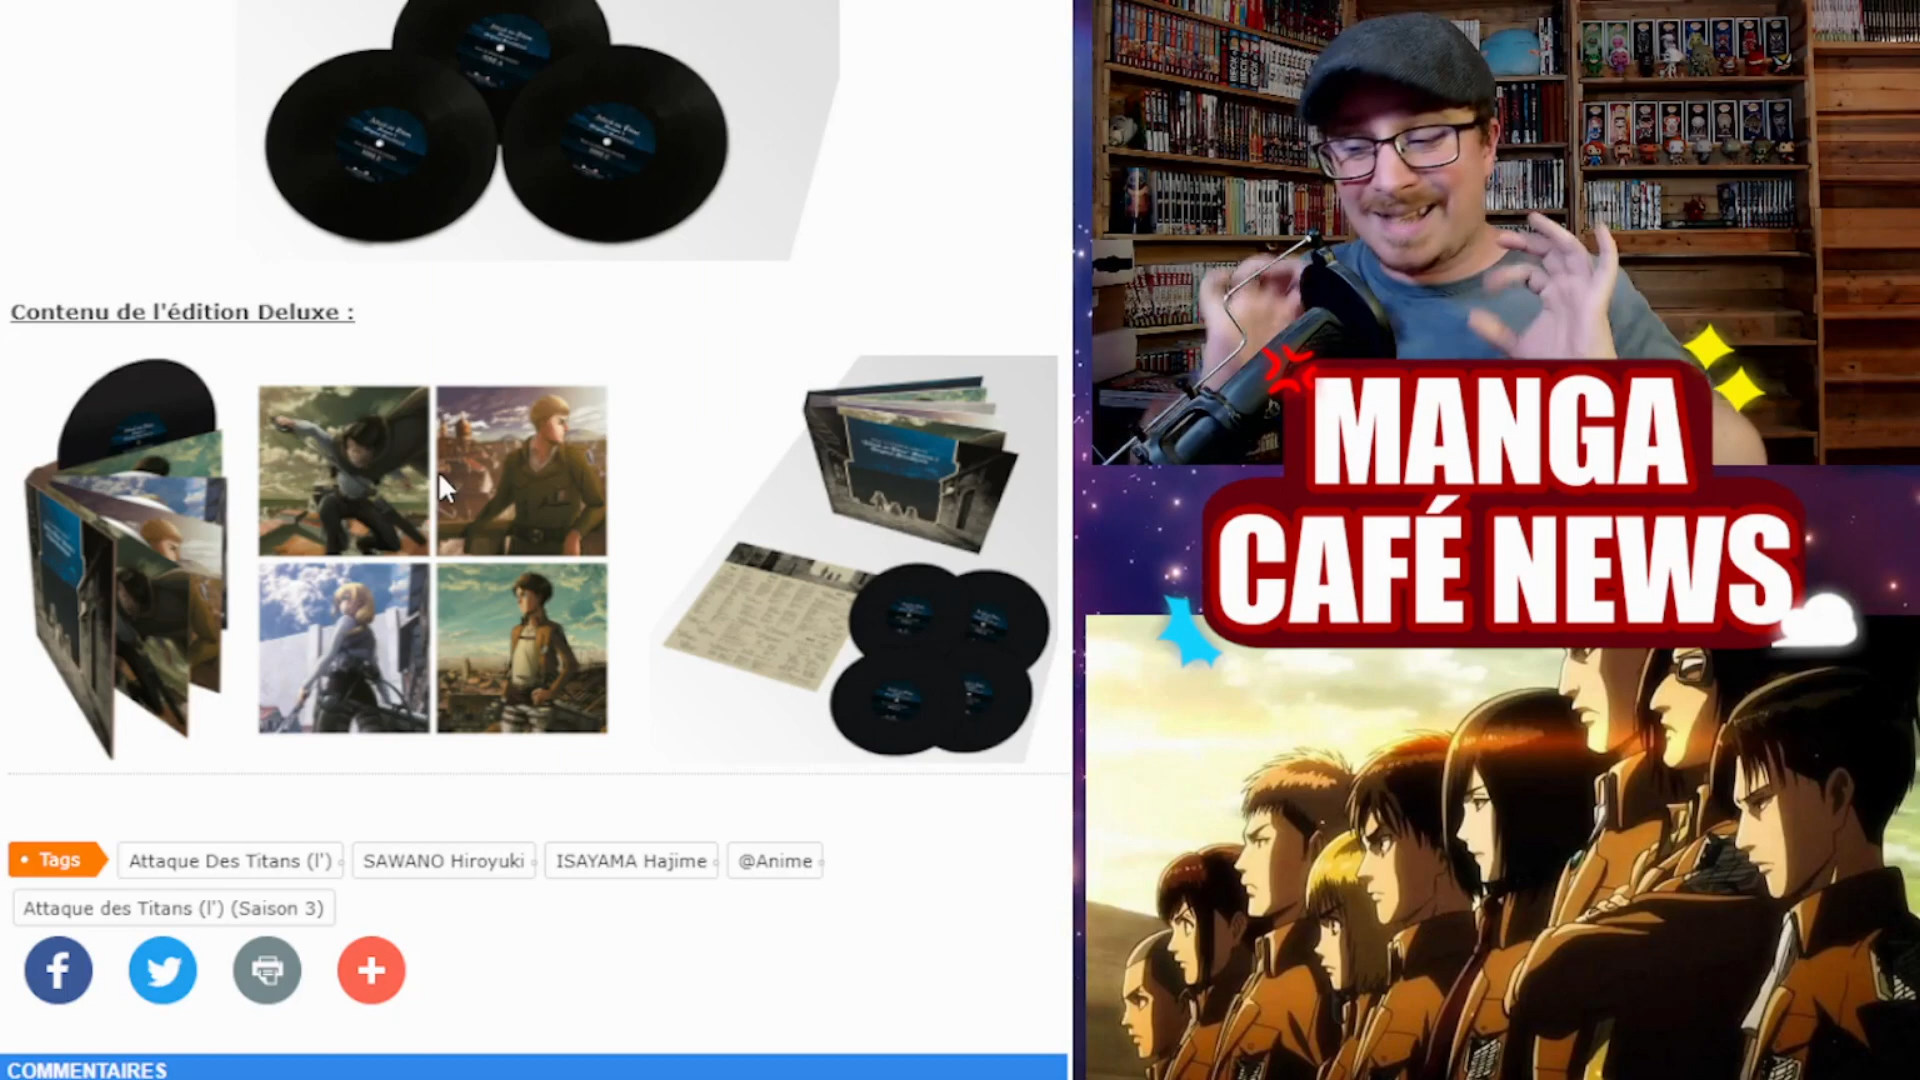 Contenu de l'édition Deluxe :
MANGA
CAFÉ NEWS
• Tags
Attaque Des Titans (l')
SAWANO Hiroyuki
ISAYAMA Hajime
@Anime
Attaque des Titans (l') (Saison 3)
COMMENTAIRES